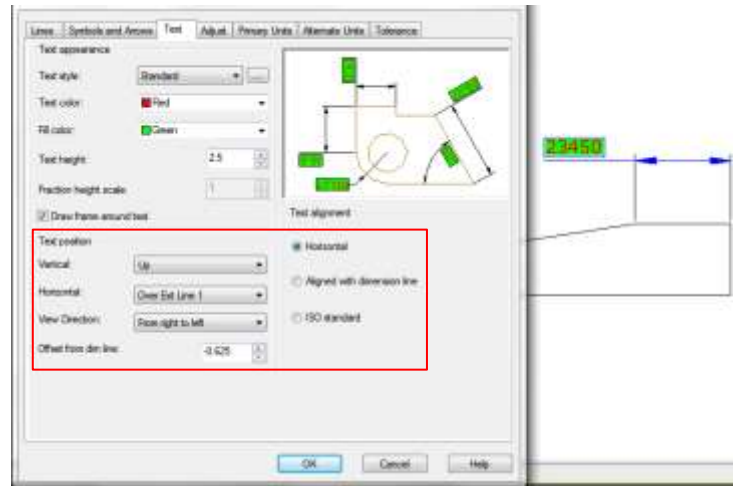 Lines Symbols and Arrows Text Adjust Primary Units Alternate Units Tolerance
Text appearance
Text style: Standard ...
Text color: Red
Fill color: Green
Text height: 2.5
Fraction height scale 1
Draw frame around text
Text position
Vertical: Up
Horizontal: Over Ext Line 1
View Direction: From right to left
Offset from dim line: -0.625
Text alignment
Horizontal
Aligned with dimension line
ISO standard
OK Cancel Help
23450